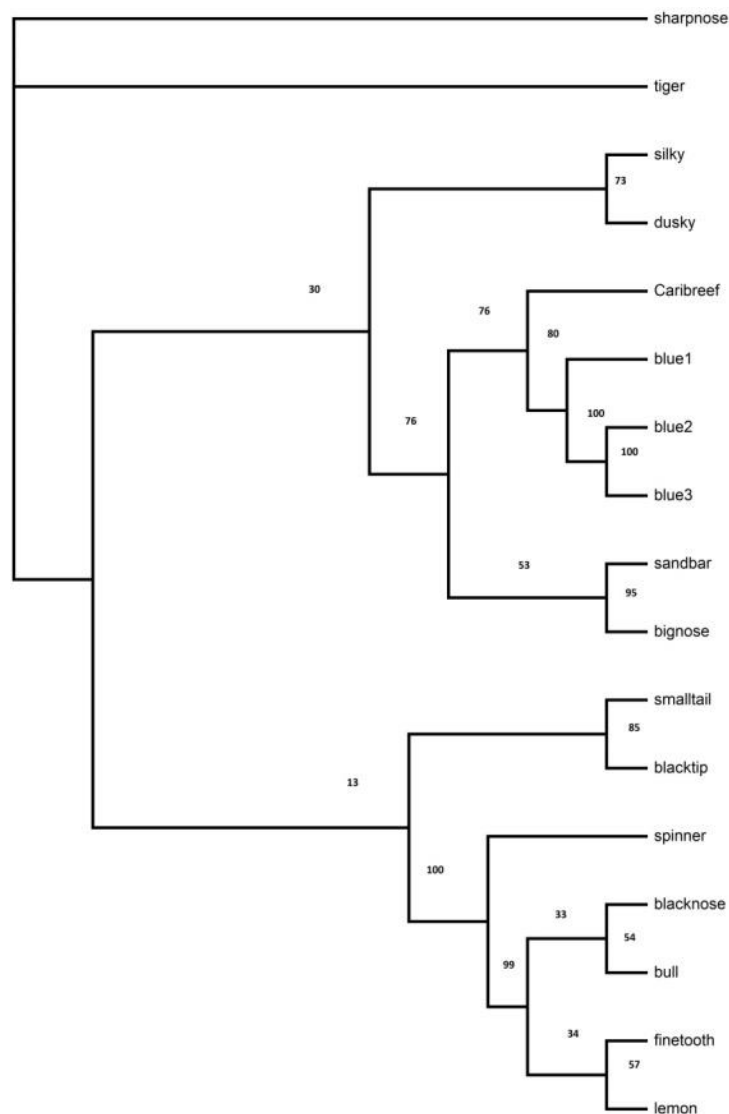 sharpnose
tiger
silky
73
dusky
30
Caribreef
76
80
blue1
100
76
blue2
100
blue3
sandbar
53
95
bignose
smalltail
85
blacktip
13
spinner
100
blacknose
33
54
bull
99
34
finetooth
57
lemon